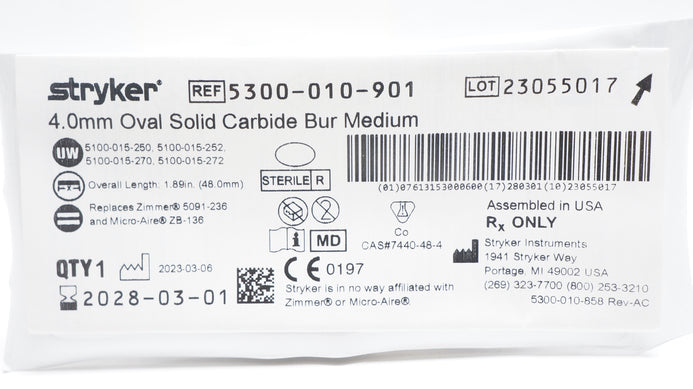 stryker®
REF 5300-010-901
LOT 23055017
4.0mm Oval Solid Carbide Bur Medium
UW 5100-015-250, 5100-015-252,
5100-015-270, 5100-015-272
Overall Length: 1.89in. (48.0mm)
Replaces Zimmer® 5091-236
and Micro-Aire® ZB-136
STERILE R
2
i MD
(01)07613153000600(17)280301(10)23055017
Co
CAS#7440-48-4
Assembled in USA
Rx ONLY
Stryker Instruments
1941 Stryker Way
Portage, MI 49002 USA
(269) 323-7700 (800) 253-3210
5300-010-858 Rev-AC
QTY 1
2023-03-06
2028-03-01
CE 0197
Stryker is in no way affiliated with
Zimmer® or Micro-Aire®